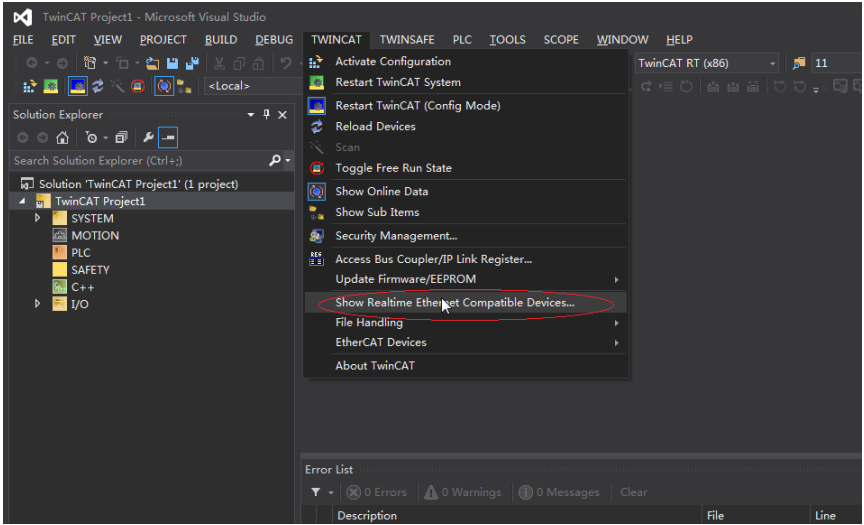 TwinCAT Project1 - Microsoft Visual Studio
FILE EDIT VIEW PROJECT BUILD DEBUG TWINCAT TWINSAFE PLC TOOLS SCOPE WINDOW HELP
TwinCAT RT (x86) 11
<Local>
Solution Explorer
Search Solution Explorer (Ctrl+;)
Solution 'TwinCAT Project1' (1 project)
TwinCAT Project1
SYSTEM
MOTION
PLC
SAFETY
C++
I/O
Activate Configuration
Restart TwinCAT System
Restart TwinCAT (Config Mode)
Reload Devices
Scan
Toggle Free Run State
Show Online Data
Show Sub Items
Security Management...
Access Bus Coupler/IP Link Register...
Update Firmware/EEPROM
Show Realtime Ethernet Compatible Devices...
File Handling
EtherCAT Devices
About TwinCAT
Error List
0 Errors 0 Warnings 0 Messages Clear
Description File Line